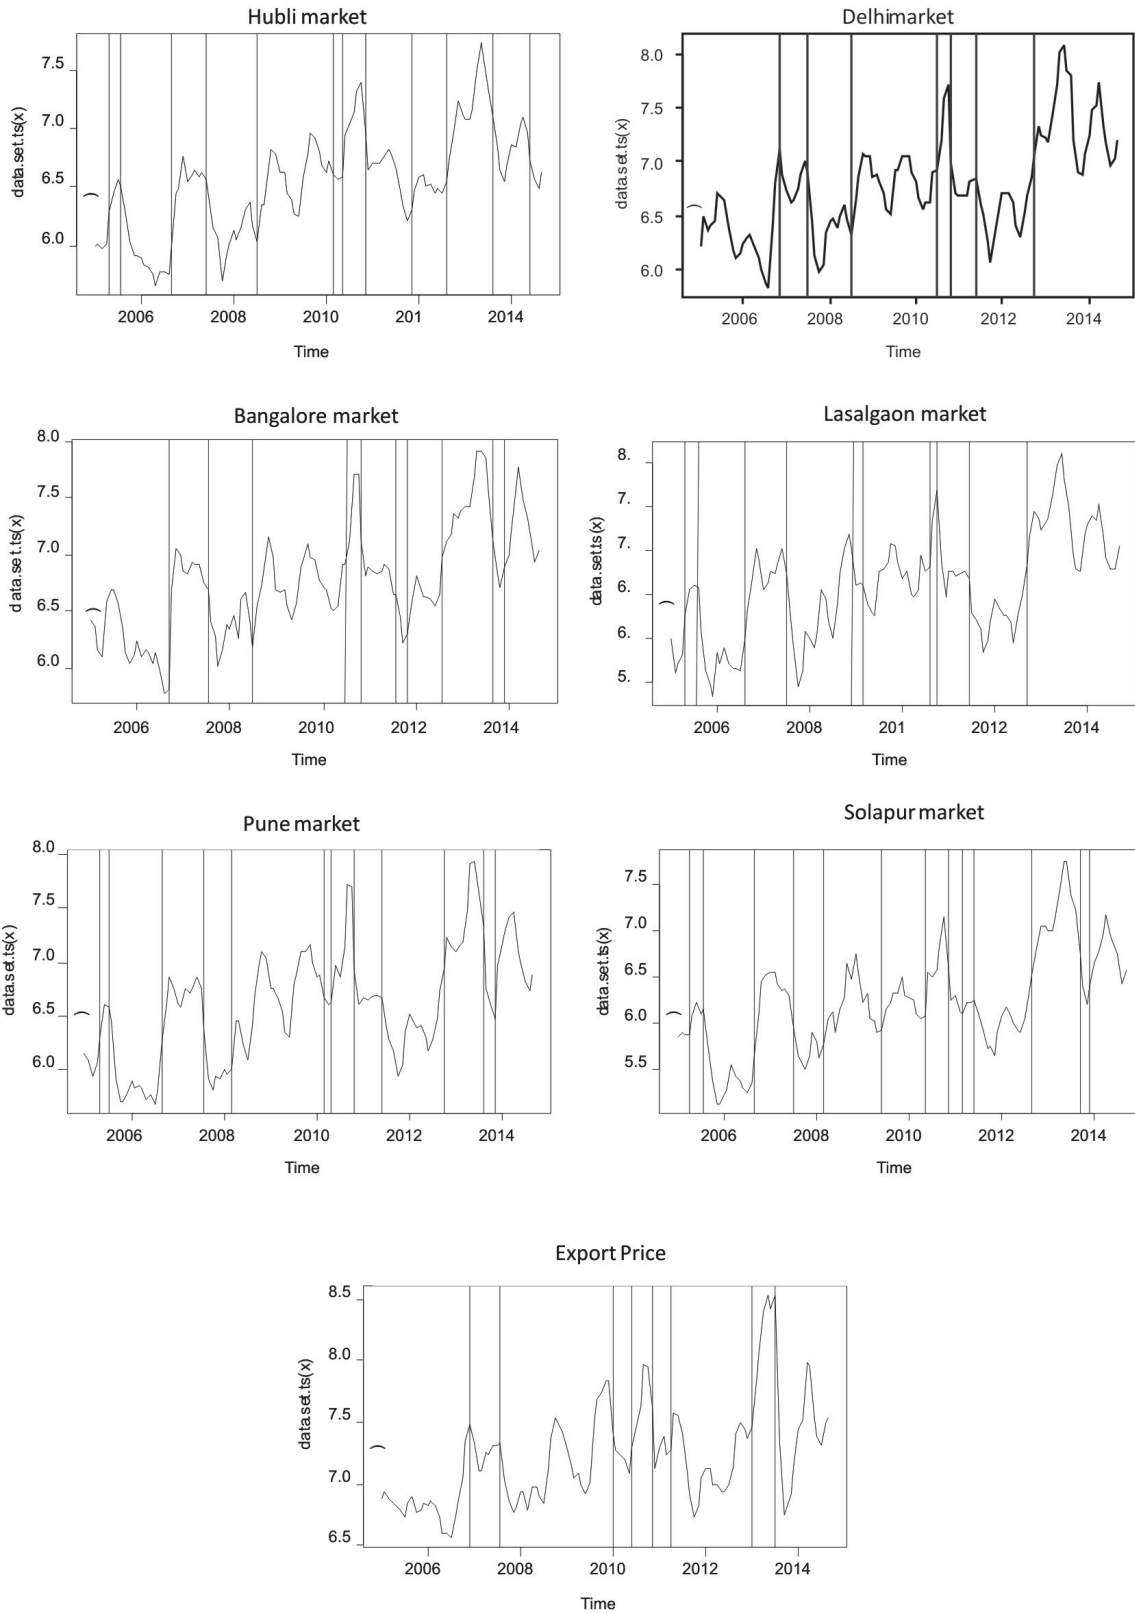 Hubli market
7.5
7.0
6.5
6.0
data.set.ts(x)
(
2006 2008 2010 201 2014
Time
Delhimarket
8.0
7.5
7.0
6.5
6.0
data.set.ts(x)
(
2006 2008 2010 2012 2014
Time
Bangalore market
8.0
7.5
7.0
6.5
6.0
data.set.ts(x)
(
2006 2008 2010 2012 2014
Time
Lasalgaon market
8.
7.
7.
6.
6.
5.
data.set.ts(x)
(
2006 2008 201 2012 2014
Time
Pune market
8.0
7.5
7.0
6.5
6.0
data.set.ts(x)
(
2006 2008 2010 2012 2014
Time
Solapur market
7.5
7.0
6.5
6.0
5.5
data.set.ts(x)
(
2006 2008 2010 2012 2014
Time
Export Price
8.5
8.0
7.5
7.0
6.5
data.set.ts(x)
(
2006 2008 2010 2012 2014
Time